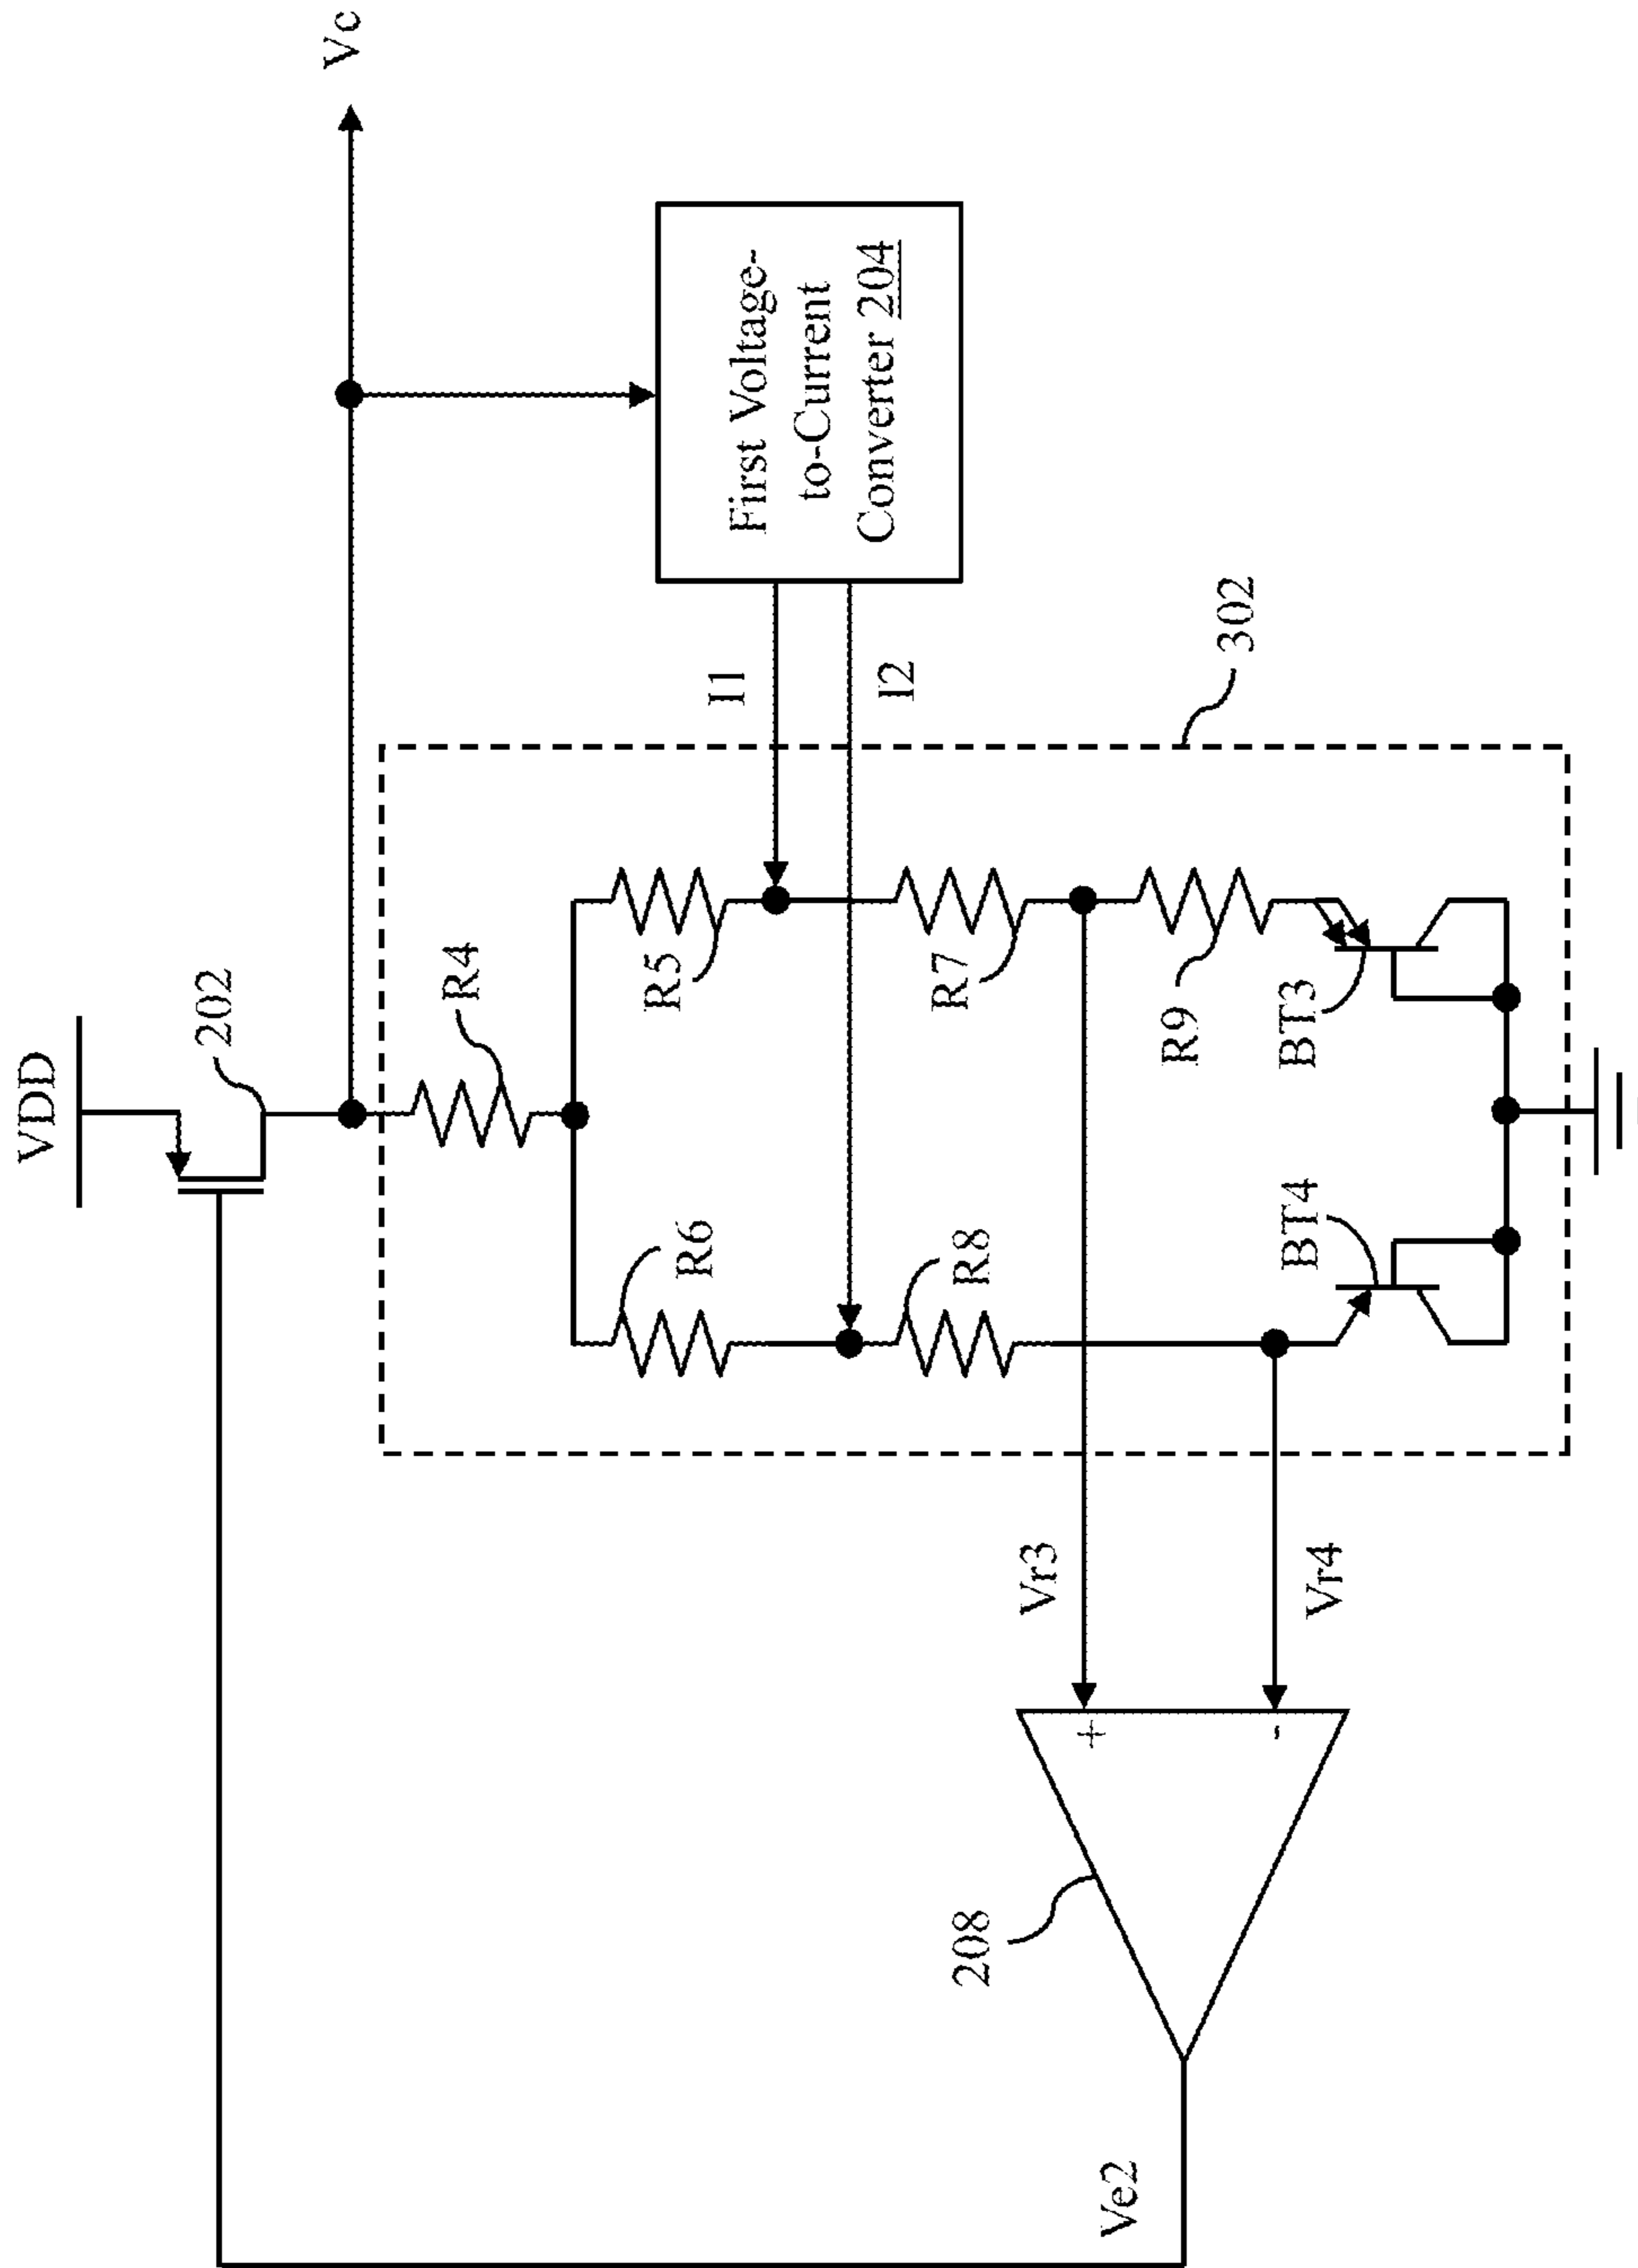 VDD
202
Vc
R4
First Voltage-
to-Current
Converter 204
I1
I2
R5
R6
R7
R8
302
R9
BT3
BT4
Vr3
Vr4
+
-
208
Ve2